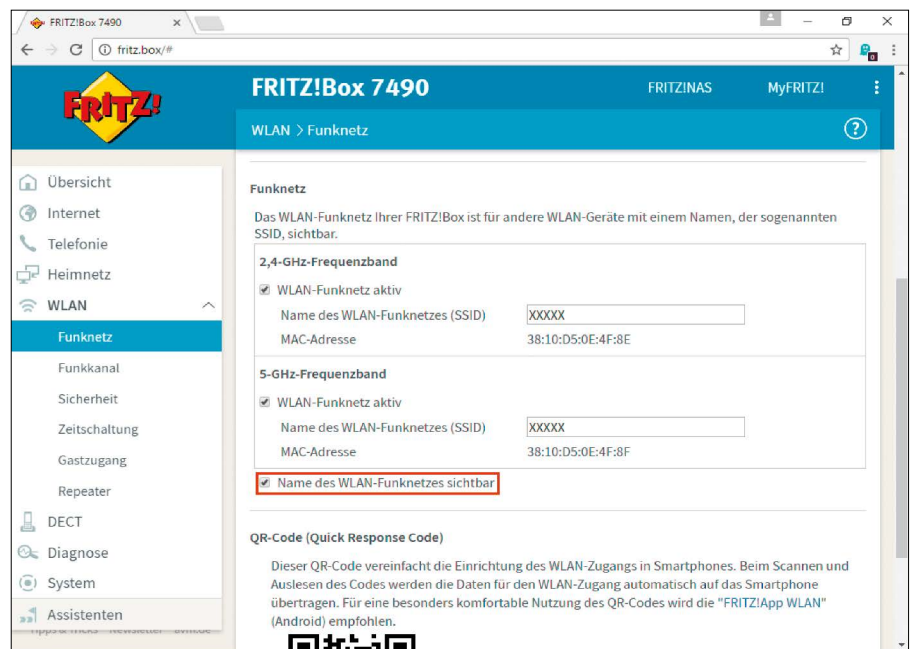 FRITZ!Box 7490
fritz.box/#
FRITZ!
FRITZ!Box 7490
FRITZ!NAS
MyFRITZ!
WLAN > Funknetz
?
Übersicht
Internet
Telefonie
Heimnetz
WLAN
Funknetz
Funkkanal
Sicherheit
Zeitschaltung
Gastzugang
Repeater
DECT
Diagnose
System
Assistenten
Tipps & Tricks Newsletter avm.de
Funknetz
Das WLAN-Funknetz Ihrer FRITZ!Box ist für andere WLAN-Geräte mit einem Namen, der sogenannten
SSID, sichtbar.
2,4-GHz-Frequenzband
WLAN-Funknetz aktiv
Name des WLAN-Funknetzes (SSID) XXXXX
MAC-Adresse 38:10:D5:0E:4F:8E
5-GHz-Frequenzband
WLAN-Funknetz aktiv
Name des WLAN-Funknetzes (SSID) XXXXX
MAC-Adresse 38:10:D5:0E:4F:8F
Name des WLAN-Funknetzes sichtbar
QR-Code (Quick Response Code)
Dieser QR-Code vereinfacht die Einrichtung des WLAN-Zugangs in Smartphones. Beim Scannen und
Auslesen des Codes werden die Daten für den WLAN-Zugang automatisch auf das Smartphone
übertragen. Für eine besonders komfortable Nutzung des QR-Codes wird die "FRITZ!App WLAN"
(Android) empfohlen.